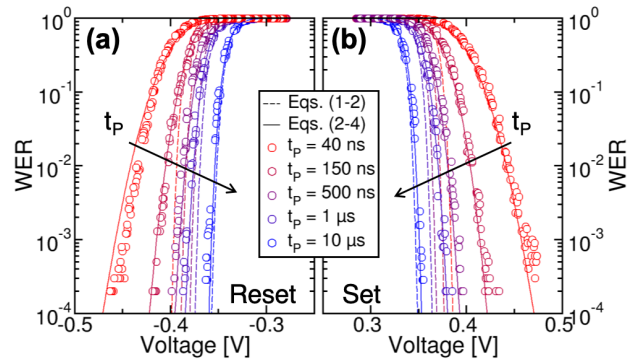 (a)
(b)
10^0
10^-1
10^-2
10^-3
10^-4
WER
t_P
Reset
-0.5
-0.4
-0.3
Voltage [V]
Eqs. (1-2)
Eqs. (2-4)
t_P = 40 ns
t_P = 150 ns
t_P = 500 ns
t_P = 1 μs
t_P = 10 μs
t_P
Set
0.3
0.4
0.5
Voltage [V]
10^0
10^-1
10^-2
10^-3
10^-4
WER